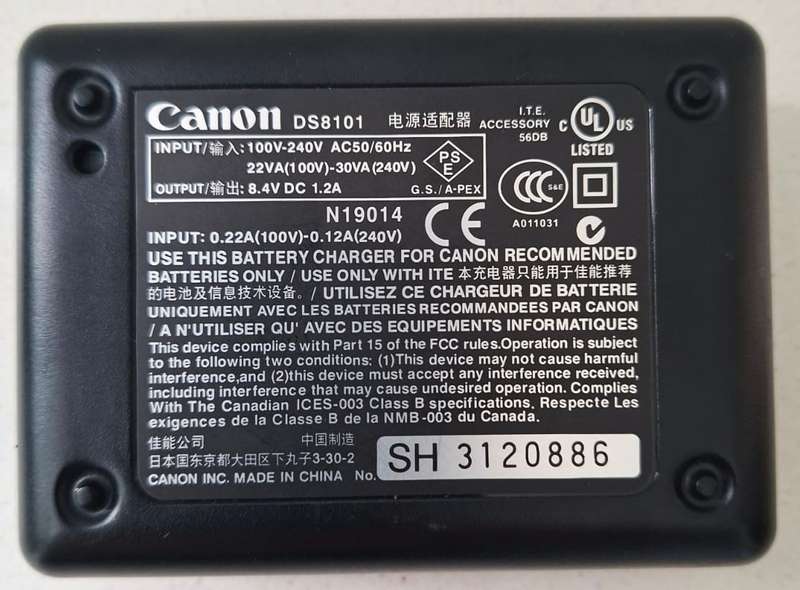 Canon DS8101 电源适配器 I.T.E. ACCESSORY 56DB C UL US LISTED
INPUT/输入: 100V-240V AC50/60Hz
22VA(100V)-30VA(240V)
OUTPUT/输出: 8.4V DC 1.2A
PS E
G.S./A-PEX
CCC S&E
A011031
N19014 CE
INPUT: 0.22A(100V)-0.12A(240V)
USE THIS BATTERY CHARGER FOR CANON RECOMMENDED
BATTERIES ONLY / USE ONLY WITH ITE 本充电器只能用于佳能推荐
的电池及信息技术设备。/ UTILISEZ CE CHARGEUR DE BATTERIE
UNIQUEMENT AVEC LES BATTERIES RECOMMANDEES PAR CANON
/ A N'UTILISER QU' AVEC DES EQUIPEMENTS INFORMATIQUES
This device complies with Part 15 of the FCC rules.Operation is subject
to the following two conditions: (1)This device may not cause harmful
interference,and (2)this device must accept any interference received,
including interference that may cause undesired operation. Complies
With The Canadian ICES-003 Class B specifications. Respecte Les
exigences de la Classe B de la NMB-003 du Canada.
佳能公司 中国制造
日本国东京都大田区下丸子3-30-2
CANON INC. MADE IN CHINA No. SH 3120886